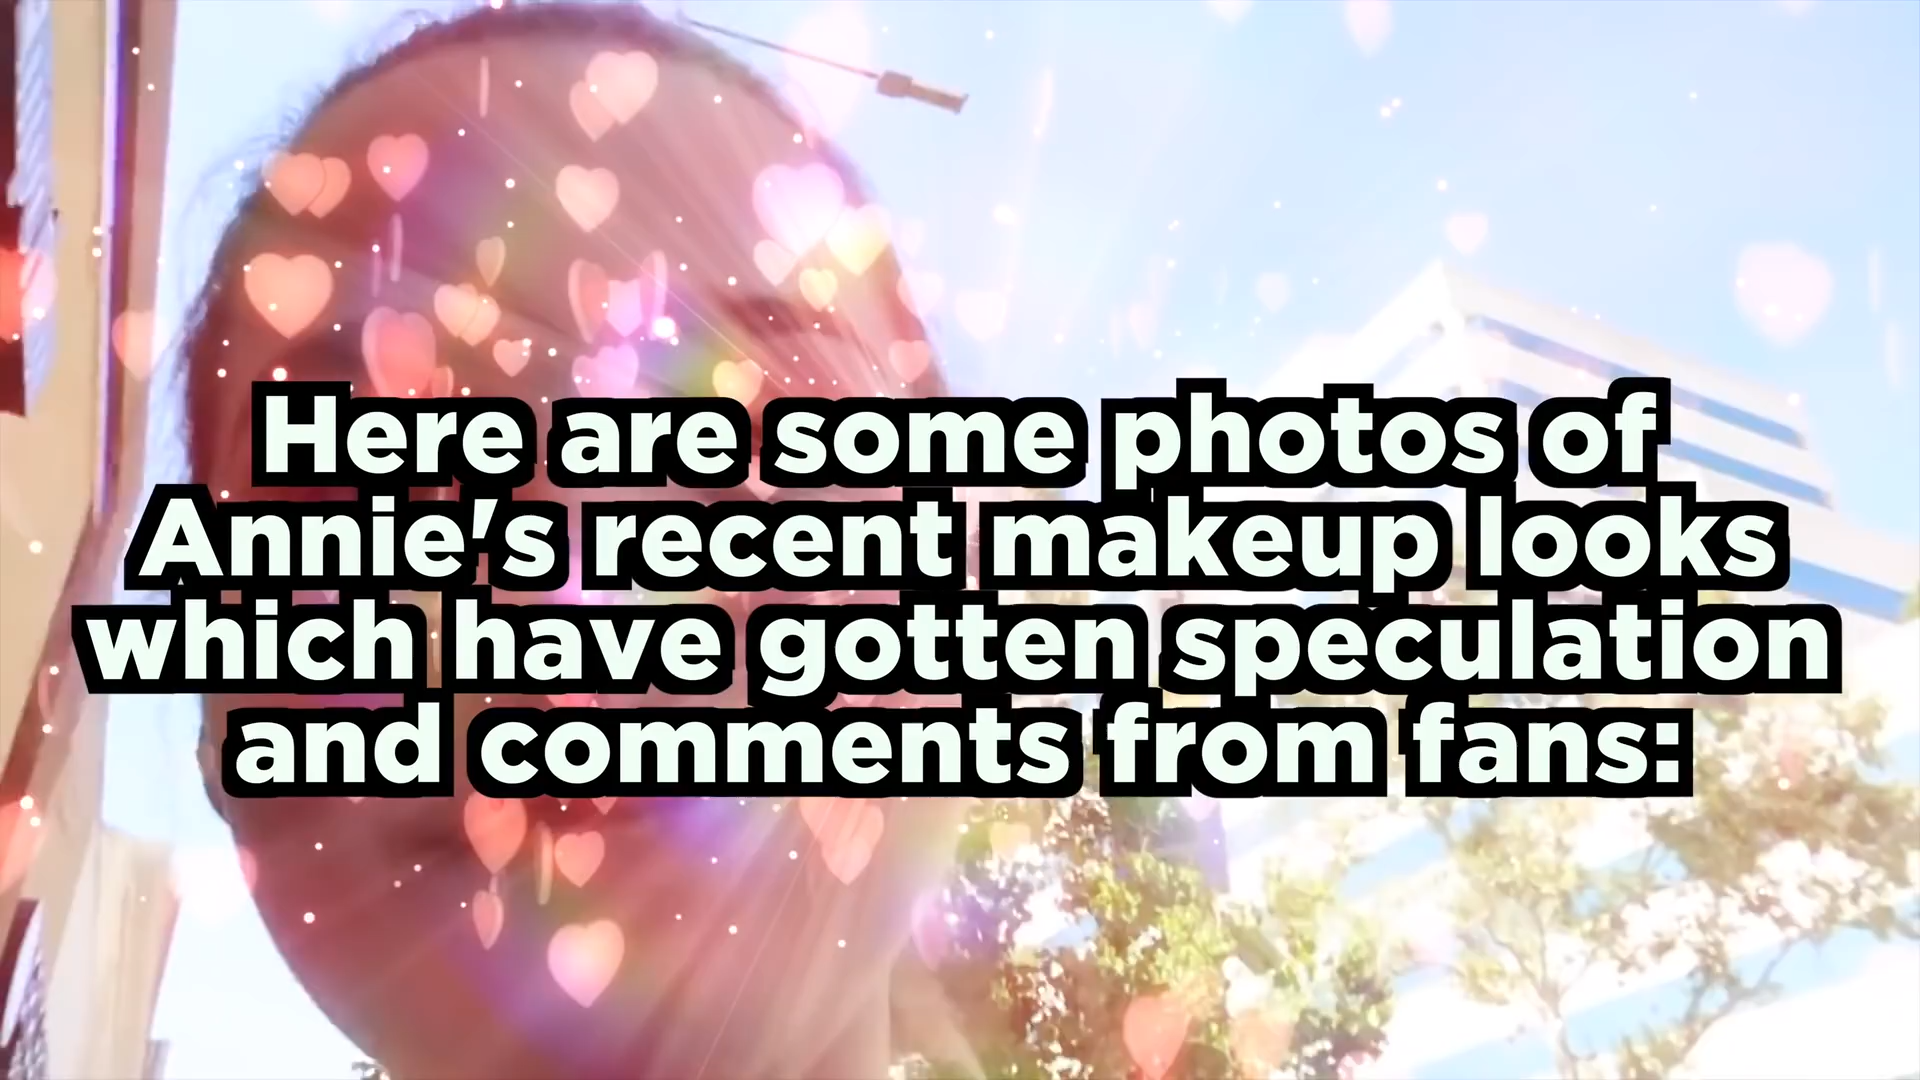 Here are some photos of
Annie's recent makeup looks
which have gotten speculation
and comments from fans: